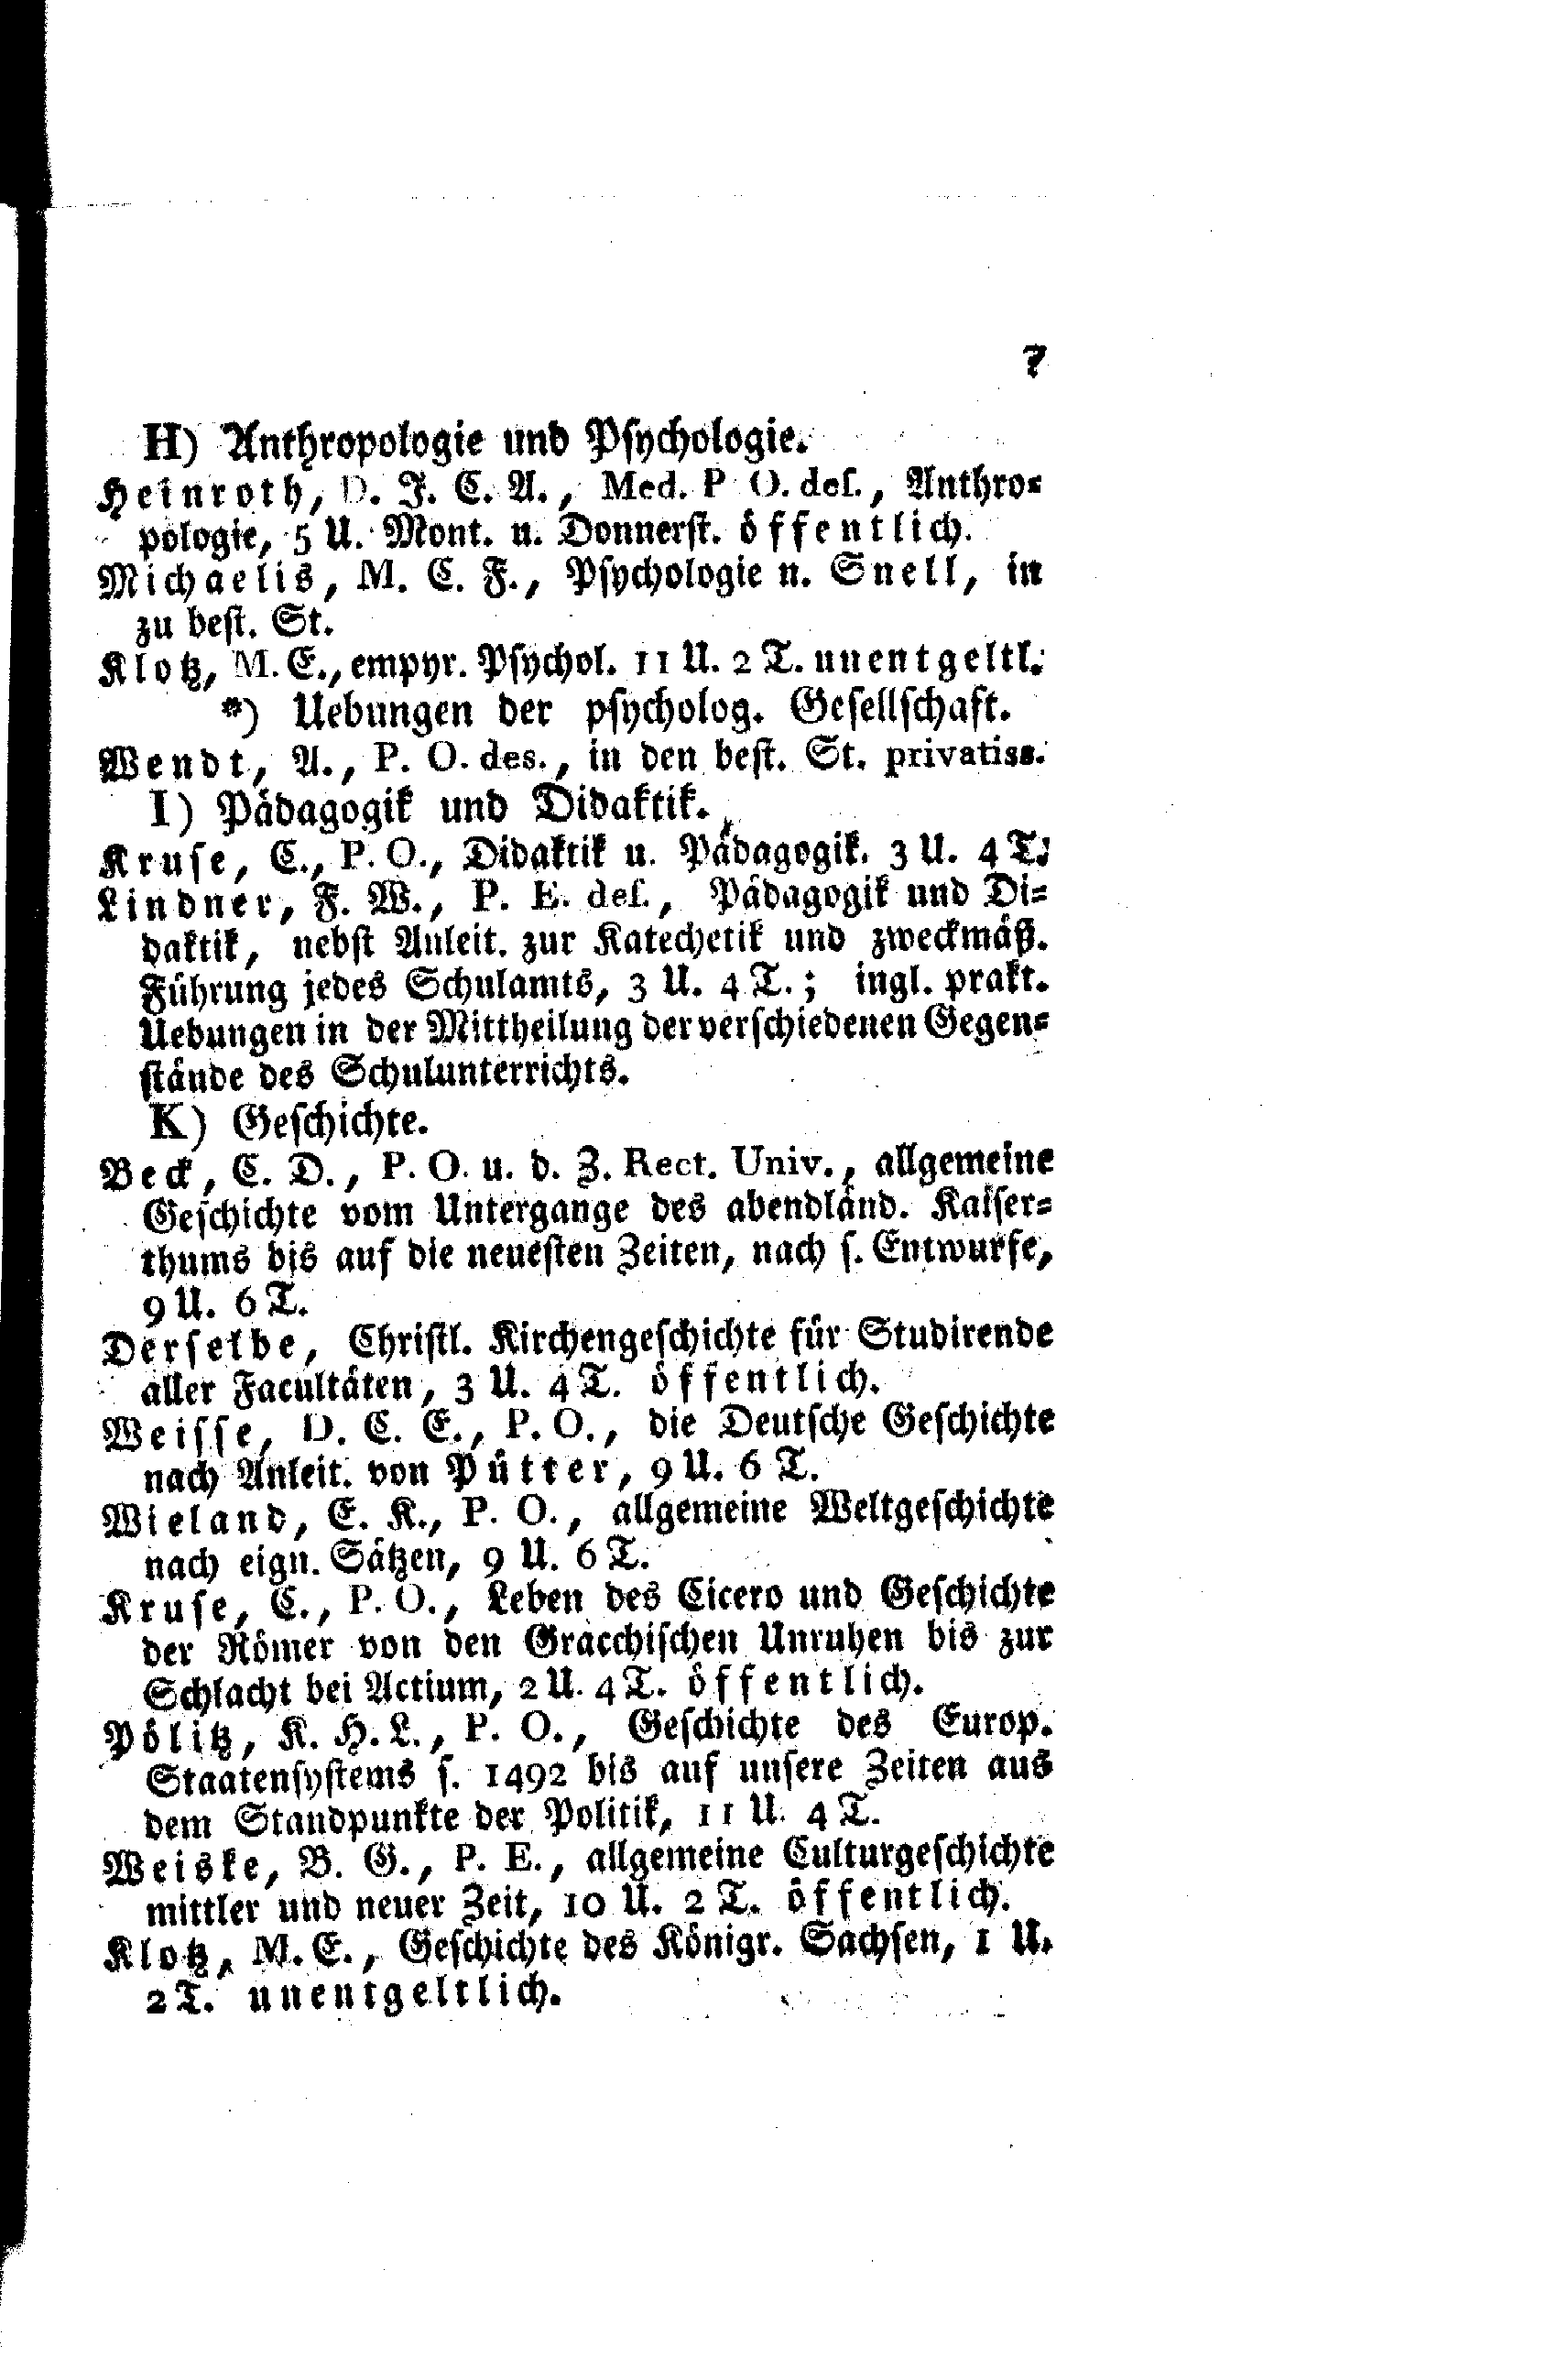 7
H) Anthropologie und Psychologie.
Heinroth, D. J. C. A., Med. P O. des., Anthro-
pologie, 5 U. Mont. u. Donnerst. öffentlich.
Michaelis, M. C. F., Psychologie n. Snell, in
zu best. St.
Klotz, M. E., empyr. Psychol. 11 U. 2 T. unentgeltl.
*) Uebungen der psycholog. Gesellschaft.
Wendt, A., P. O. des., in den best. St. privatiss.
I) Pädagogik und Didaktik.
Kruse, C., P. O., Didaktik u. Pädagogik. 3 U. 4 T.
Lindner, F. W., P. E. des., Pädagogik und Di-
daktik, nebst Anleit. zur Katechetik und zweckmäß.
Führung jedes Schulamts, 3 U. 4 T.; ingl. prakt.
Uebungen in der Mittheilung der verschiedenen Gegen-
stände des Schulunterrichts.
K) Geschichte.
Beck, C. D., P. O. u. d. Z. Rect. Univ., allgemeine
Geschichte vom Untergange des abendländ. Kaiser-
thums bis auf die neuesten Zeiten, nach s. Entwurfe,
9 U. 6 T.
Derselbe, Christl. Kirchengeschichte für Studirende
aller Facultäten, 3 U. 4 T. öffentlich.
Weisse, D. C. E., P. O., die Deutsche Geschichte
nach Anleit. von Pütter, 9 U. 6 T.
Wieland, E. K., P. O., allgemeine Weltgeschichte
nach eign. Sätzen, 9 U. 6 T.
Kruse, C., P. O., Leben des Cicero und Geschichte
der Römer von den Gracchischen Unruhen bis zur
Schlacht bei Actium, 2 U. 4 T. öffentlich.
Pölitz, K. H. L., P. O., Geschichte des Europ.
Staatensystems s. 1492 bis auf unsere Zeiten aus
dem Standpunkte der Politik, 11 U. 4 T.
Weiske, B. G., P. E., allgemeine Culturgeschichte
mittler und neuer Zeit, 10 U. 2 T. öffentlich.
Klotz, M. E., Geschichte des Königr. Sachsen, 1 U.
2 T. unentgeltlich.